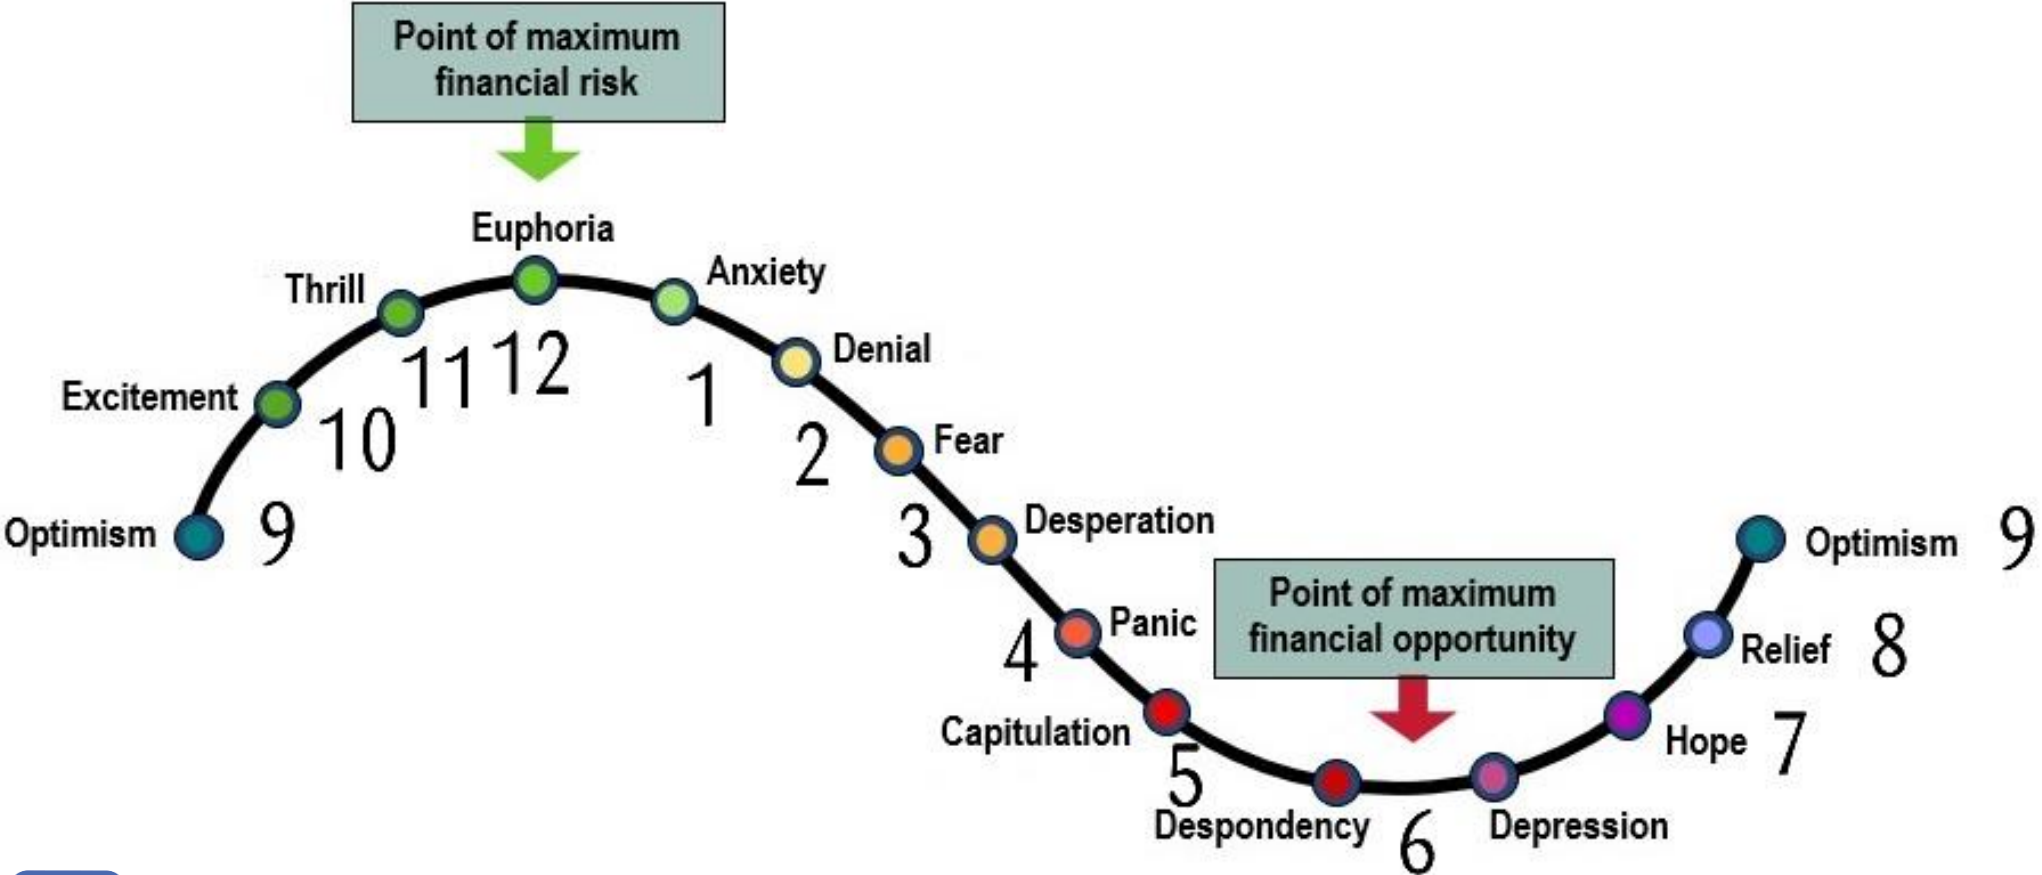 Point of maximum
financial risk
Euphoria
Anxiety
Thrill
Denial
11 12
1
Excitement
10
2
Fear
Optimism
9
3
Desperation
Optimism
9
Point of maximum
financial opportunity
4
Panic
Relief
8
Capitulation
5
Hope
7
Despondency
6
Depression